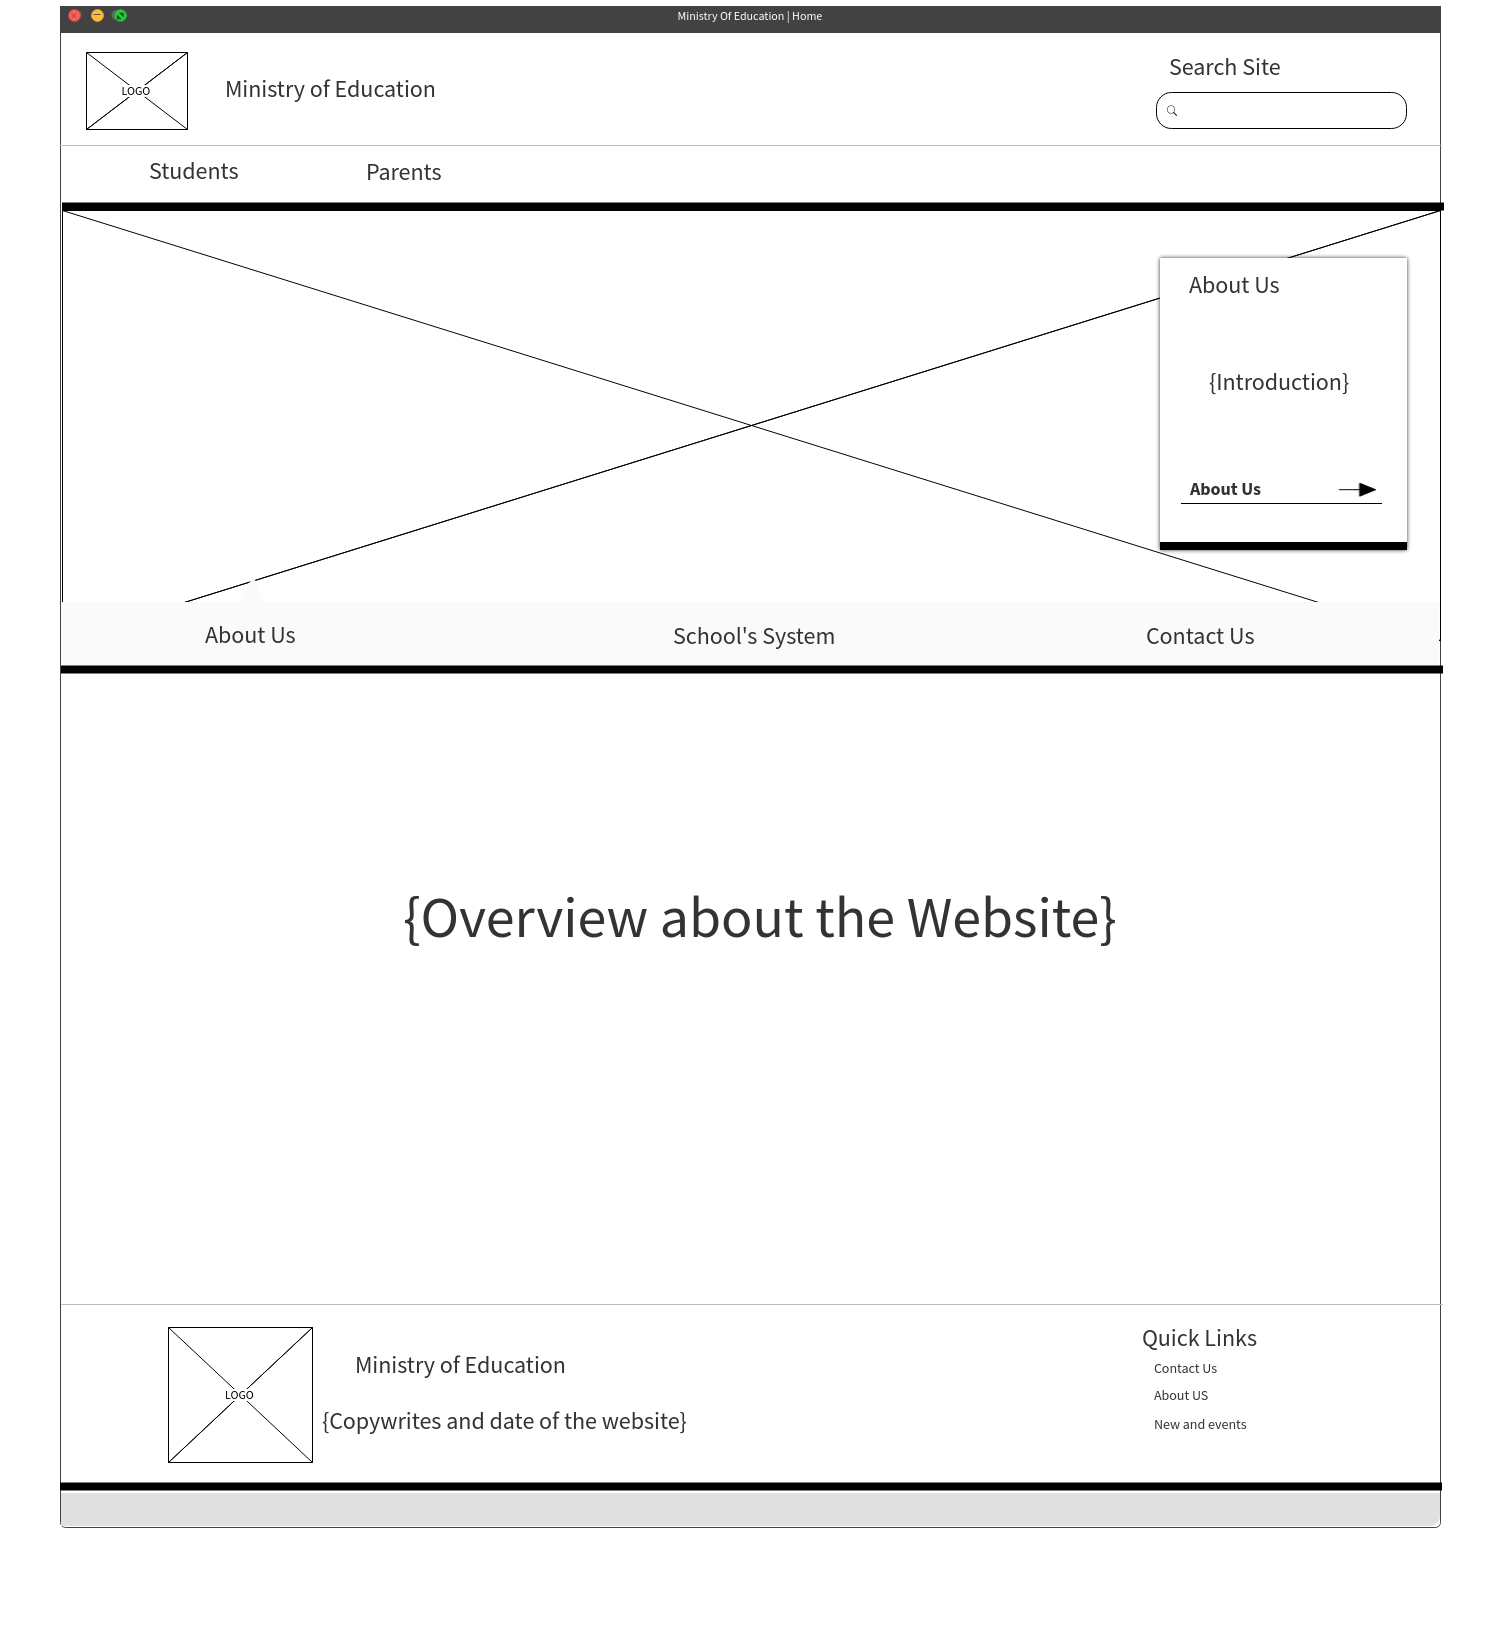 Ministry Of Education | Home
LOGO
Ministry of Education
Search Site
Students
Parents
About Us
{Introduction}
About Us
About Us
School's System
Contact Us
{Overview about the Website}
LOGO
Ministry of Education
{Copywrites and date of the website}
Quick Links
Contact Us
About US
New and events